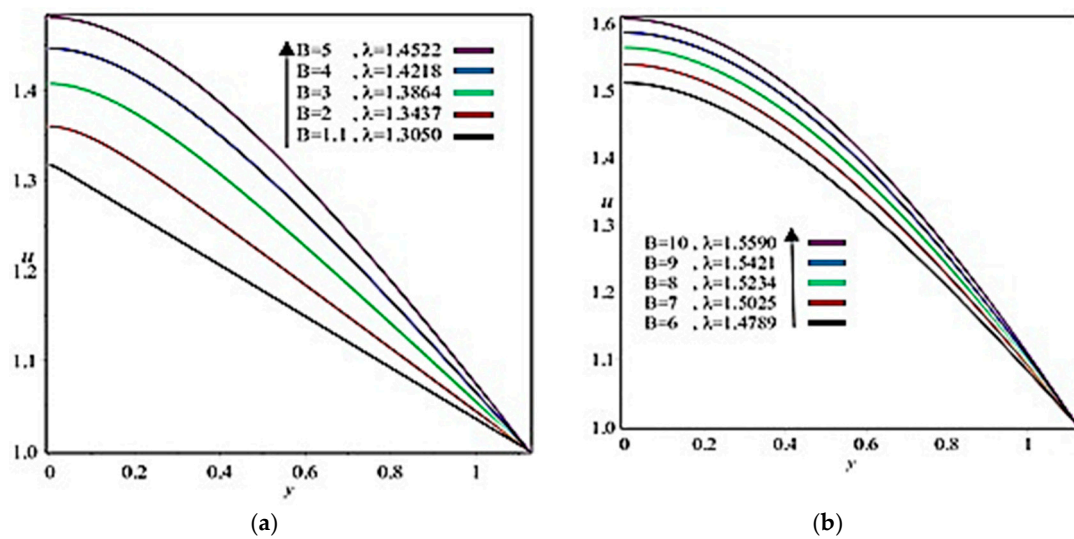 B=5 , λ=1.4522
B=4 , λ=1.4218
B=3 , λ=1.3864
B=2 , λ=1.3437
B=1.1 , λ=1.3050
1.4
1.3
u
1.2
1.1
1.0
0 0.2 0.4 0.6 0.8 1
y
(a)
1.6
1.5
1.4
u
1.3
1.2
1.1
1.0
B=10 , λ=1.5590
B=9 , λ=1.5421
B=8 , λ=1.5234
B=7 , λ=1.5025
B=6 , λ=1.4789
0 0.2 0.4 0.6 0.8 1
y
(b)